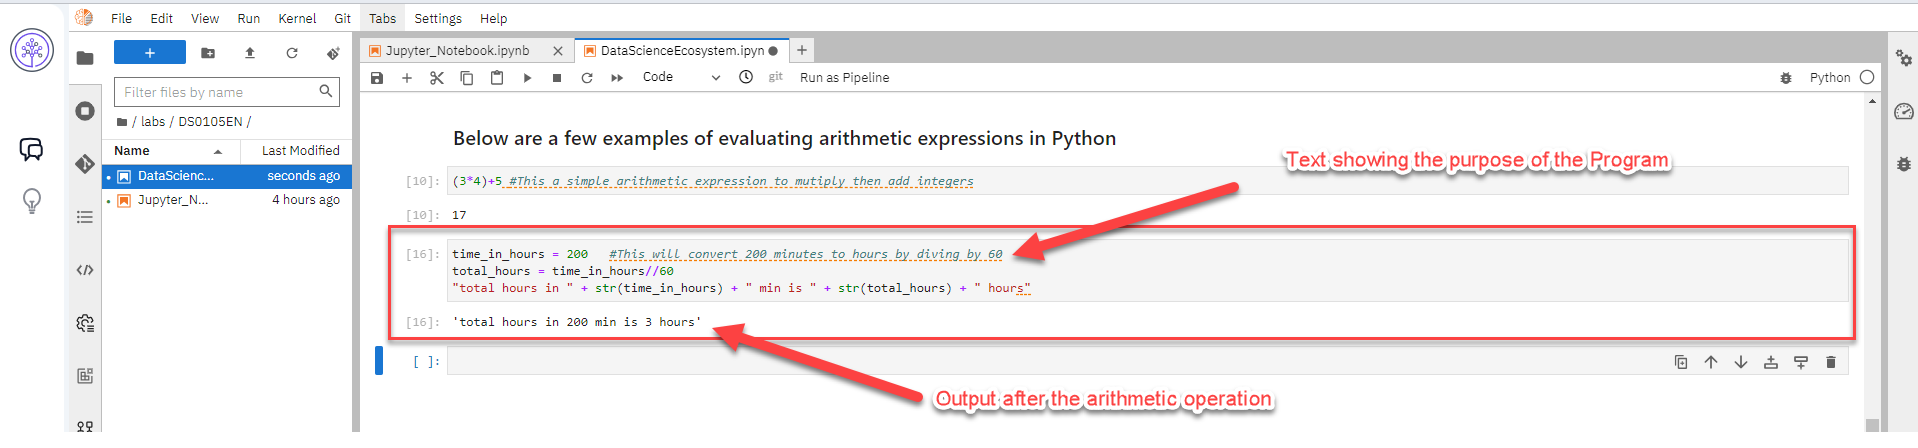 File Edit View Run Kernel Git Tabs Settings Help
+
Filter files by name
/ labs / DS0105EN /
Name Last Modified
DataScienc... seconds ago
Jupyter_N... 4 hours ago
Jupyter_Notebook.ipynb
DataScienceEcosystem.ipyn
+
Code git Run as Pipeline Python
Below are a few examples of evaluating arithmetic expressions in Python
Text showing the purpose of the Program
[10]: (3*4)+5 #This a simple arithmetic expression to mutiply then add integers
[10]: 17
[16]: time_in_hours = 200 #This will convert 200 minutes to hours by diving by 60
total_hours = time_in_hours//60
"total hours in " + str(time_in_hours) + " min is " + str(total_hours) + " hours"
[16]: 'total hours in 200 min is 3 hours'
[ ]:
Output after the arithmetic operation